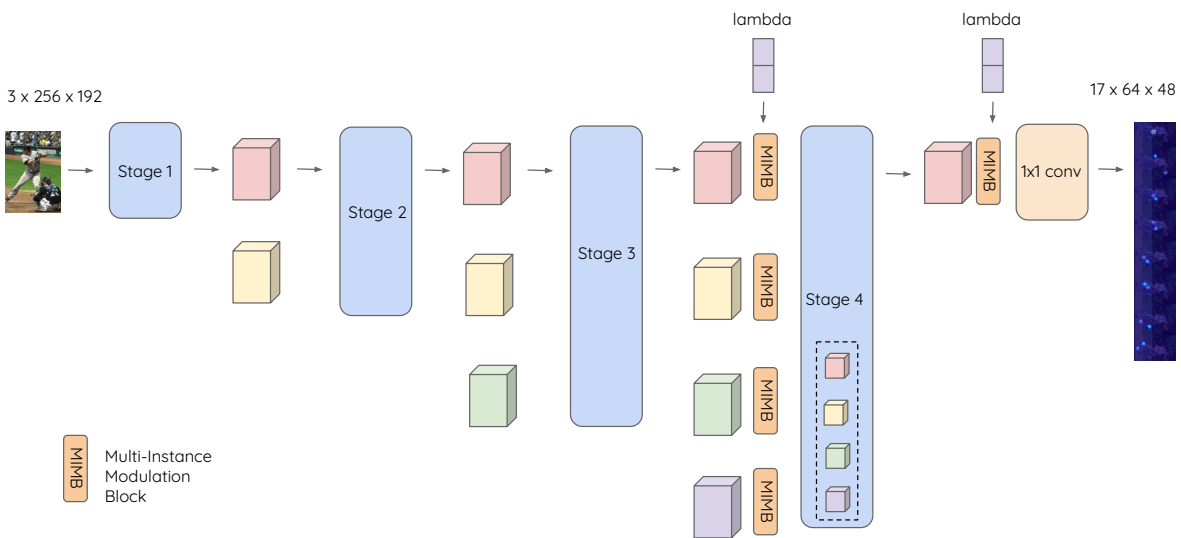 lambda
lambda
3 x 256 x 192
17 x 64 x 48
Stage 1
Stage 2
Stage 3
MIMB
MIMB
MIMB
MIMB
Stage 4
MIMB
1x1 conv
MIMB
Multi-Instance
Modulation
Block